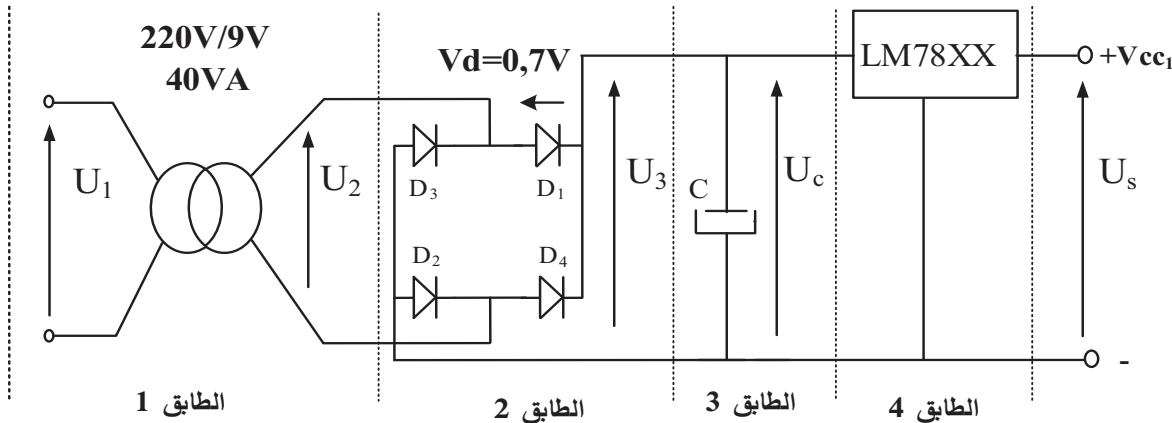 220V/9V
40VA
Vd=0,7V
LM78XX
+Vcc₁
U₁
U₂
D₃
D₁
U₃
C
U꜀
Uₛ
D₂
D₄
-
الطابق 1
الطابق 2
الطابق 3
الطابق 4